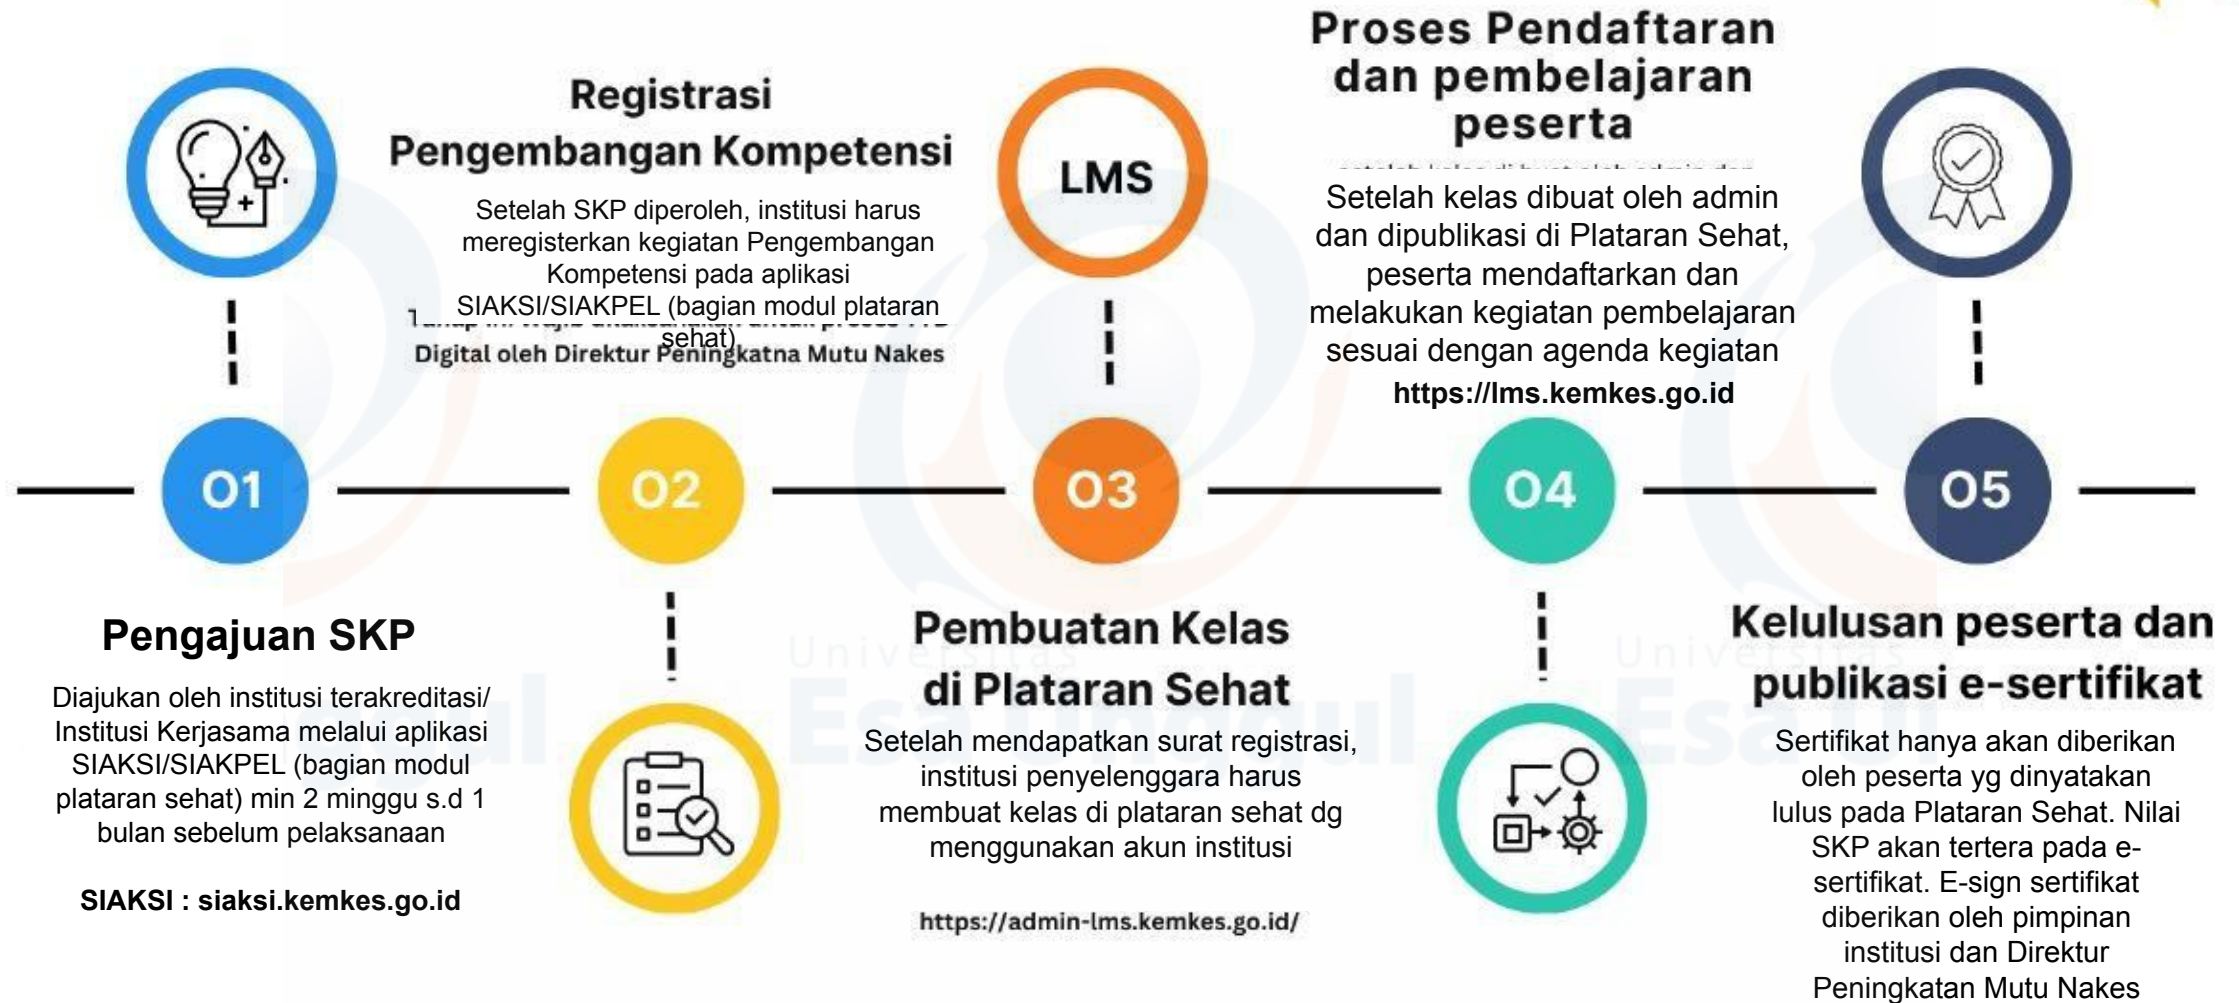 Pengajuan SKP
Diajukan oleh institusi terakreditasi/
Institusi Kerjasama melalui aplikasi
SIAKSI/SIAKPEL (bagian modul
plataran sehat) min 2 minggu s.d 1
bulan sebelum pelaksanaan
SIAKSI : siaksi.kemkes.go.id
01
Registrasi
Pengembangan Kompetensi
Setelah SKP diperoleh, institusi harus
meregisterkan kegiatan Pengembangan
Kompetensi pada aplikasi
SIAKSI/SIAKPEL (bagian modul plataran
sehat)
Digital oleh Direktur Peningkatna Mutu Nakes
02
LMS
03
Pembuatan Kelas
di Plataran Sehat
Setelah mendapatkan surat registrasi,
institusi penyelenggara harus
membuat kelas di plataran sehat dg
menggunakan akun institusi
https://admin-lms.kemkes.go.id/
Proses Pendaftaran
dan pembelajaran
peserta
Setelah kelas dibuat oleh admin
dan dipublikasi di Plataran Sehat,
peserta mendaftarkan dan
melakukan kegiatan pembelajaran
sesuai dengan agenda kegiatan
https://lms.kemkes.go.id
04
05
Kelulusan peserta dan
publikasi e-sertifikat
Sertifikat hanya akan diberikan
oleh peserta yg dinyatakan
lulus pada Plataran Sehat. Nilai
SKP akan tertera pada e-
sertifikat. E-sign sertifikat
diberikan oleh pimpinan
institusi dan Direktur
Peningkatan Mutu Nakes
Universitas
Esa Unggul
Universitas